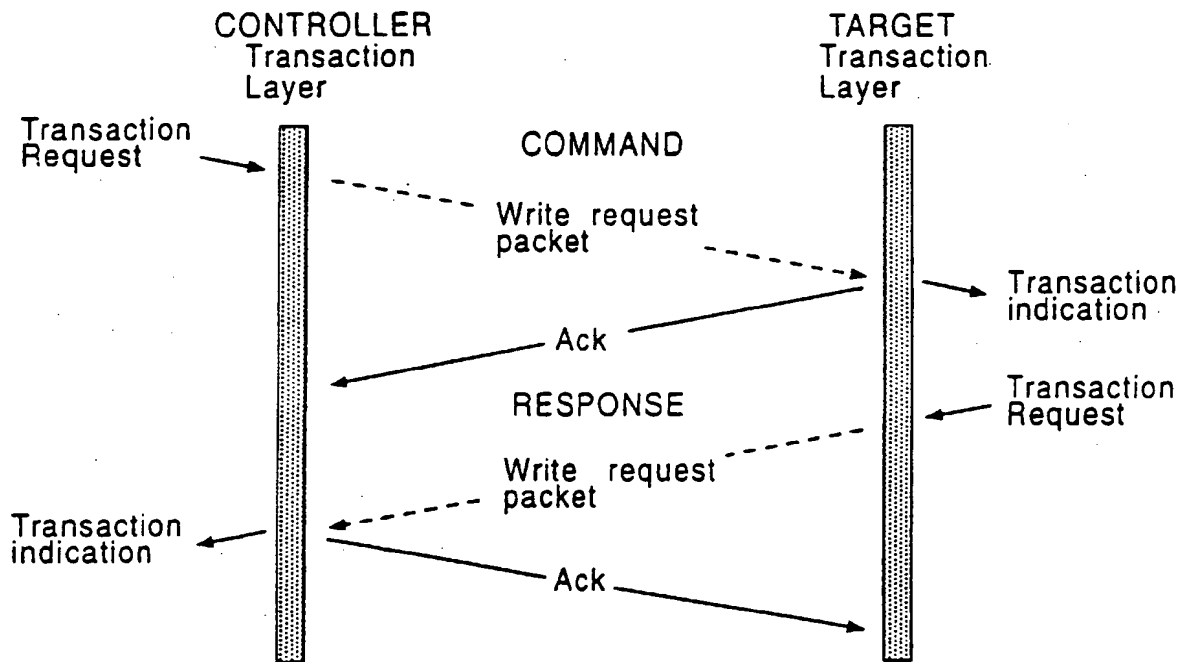 CONTROLLER
Transaction
Layer
TARGET
Transaction
Layer
Transaction
Request
COMMAND
Write request
packet
Transaction
indication
Ack
RESPONSE
Transaction
Request
Write request
packet
Transaction
indication
Ack